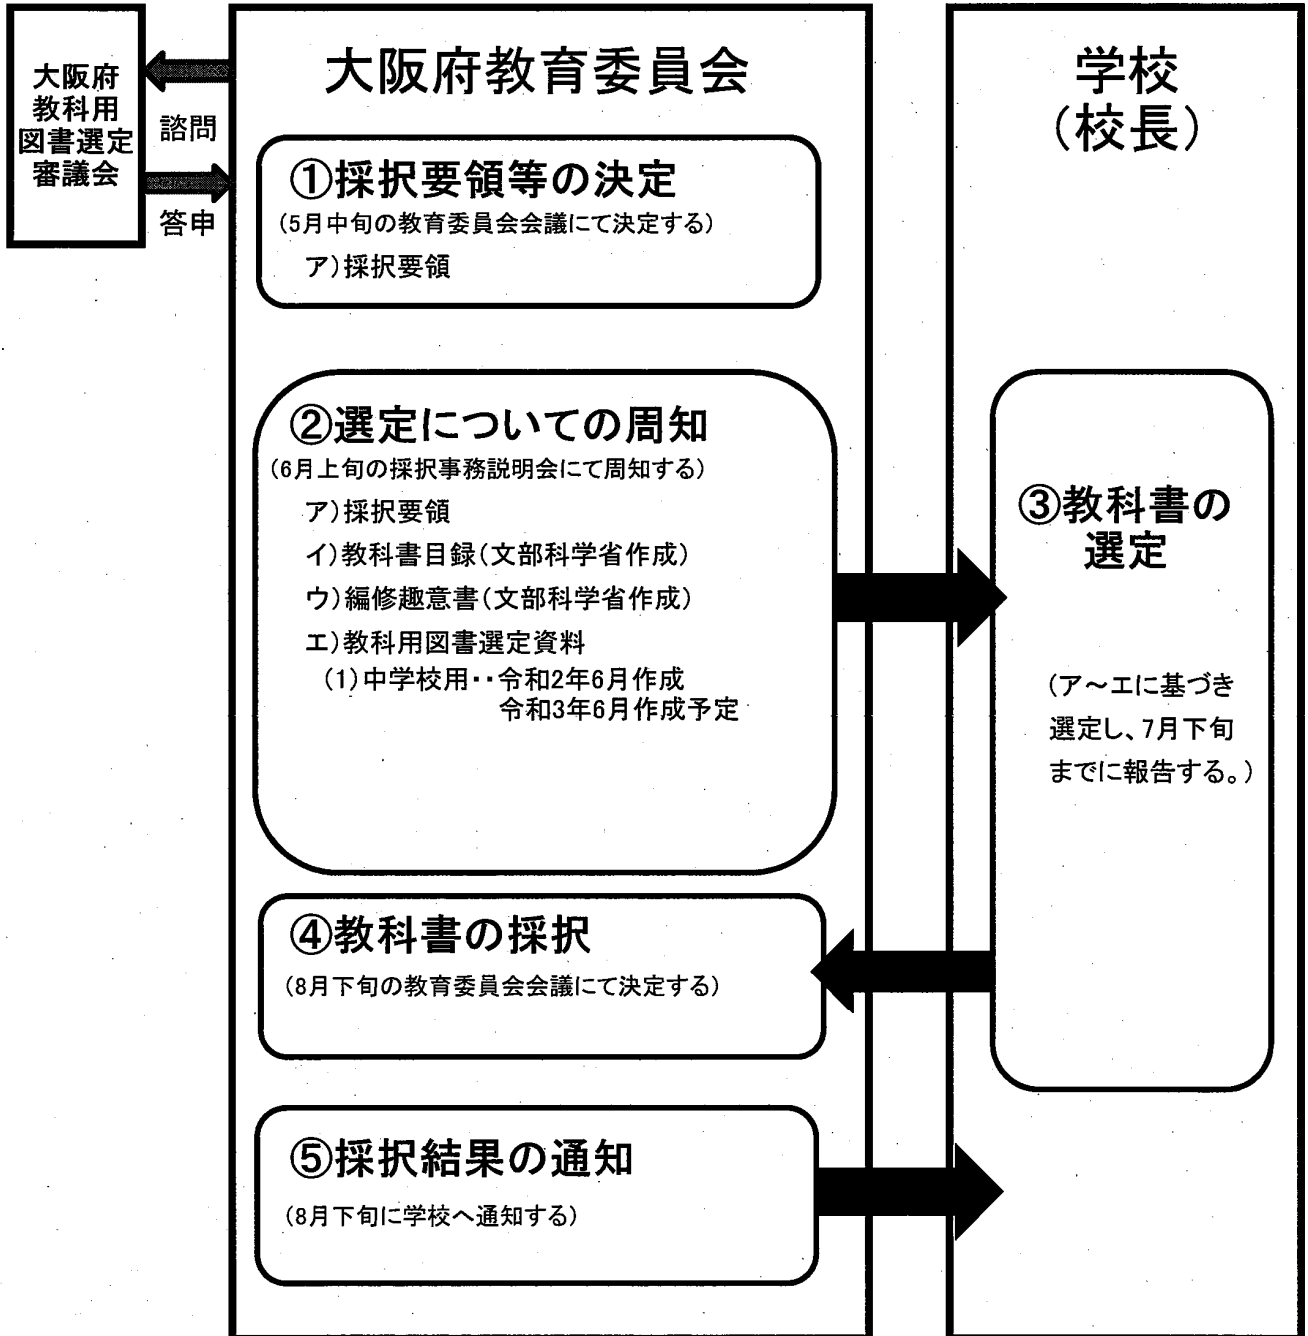 大阪府
教科用
図書選定
審議会
諮問
答申
大阪府教育委員会
①採択要領等の決定
(5月中旬の教育委員会会議にて決定する)
ア)採択要領
②選定についての周知
(6月上旬の採択事務説明会にて周知する)
ア)採択要領
イ)教科書目録(文部科学省作成)
ウ)編修趣意書(文部科学省作成)
エ)教科用図書選定資料
(1)中学校用・・令和2年6月作成
令和3年6月作成予定
④教科書の採択
(8月下旬の教育委員会会議にて決定する)
⑤採択結果の通知
(8月下旬に学校へ通知する)
学校
(校長)
③教科書の
選定
(ア～エに基づき
選定し、7月下旬
までに報告する。)